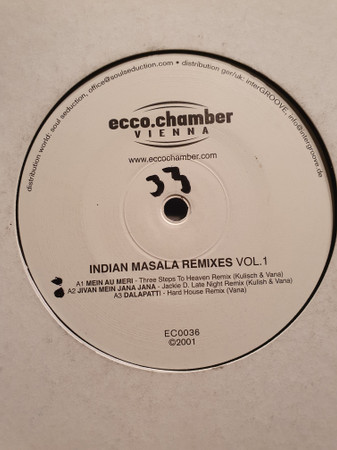 distribution world: soul seduction, office@soulseduction.com • distribution ger/uk: interGROOVE, info@intergroove.de
ecco.chamber
VIENNA
www.eccochamber.com
33
INDIAN MASALA REMIXES VOL.1
A1 MEIN AU MERI - Three Steps To Heaven Remix (Kulisch & Vana)
A2 JIVAN MEIN JANA JANA - Jackie D. Late Night Remix (Kulish & Vana)
A3 DALAPATTI - Hard House Remix (Vana)
EC0036
©2001